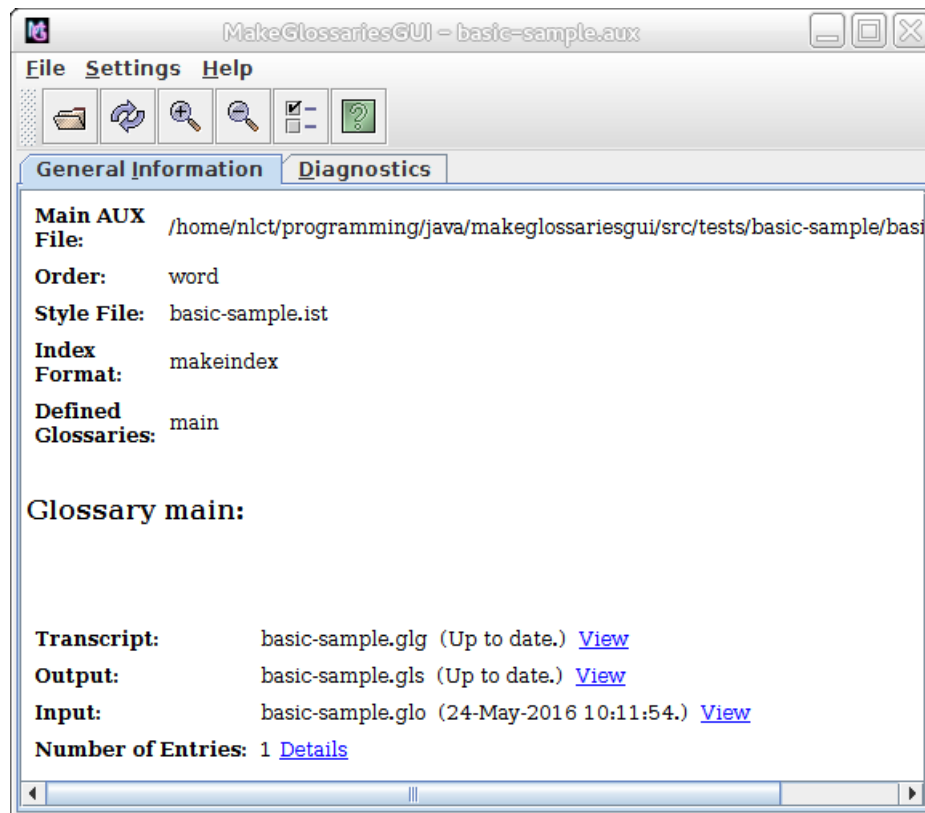 MakeGlossariesGUI – basic-sample.aux
File Settings Help
General Information Diagnostics
Main AUX
File: /home/nlct/programming/java/makeglossariesgui/src/tests/basic-sample/basi
Order: word
Style File: basic-sample.ist
Index
Format: makeindex
Defined
Glossaries: main
Glossary main:
Transcript: basic-sample.glg (Up to date.) View
Output: basic-sample.gls (Up to date.) View
Input: basic-sample.glo (24-May-2016 10:11:54.) View
Number of Entries: 1 Details